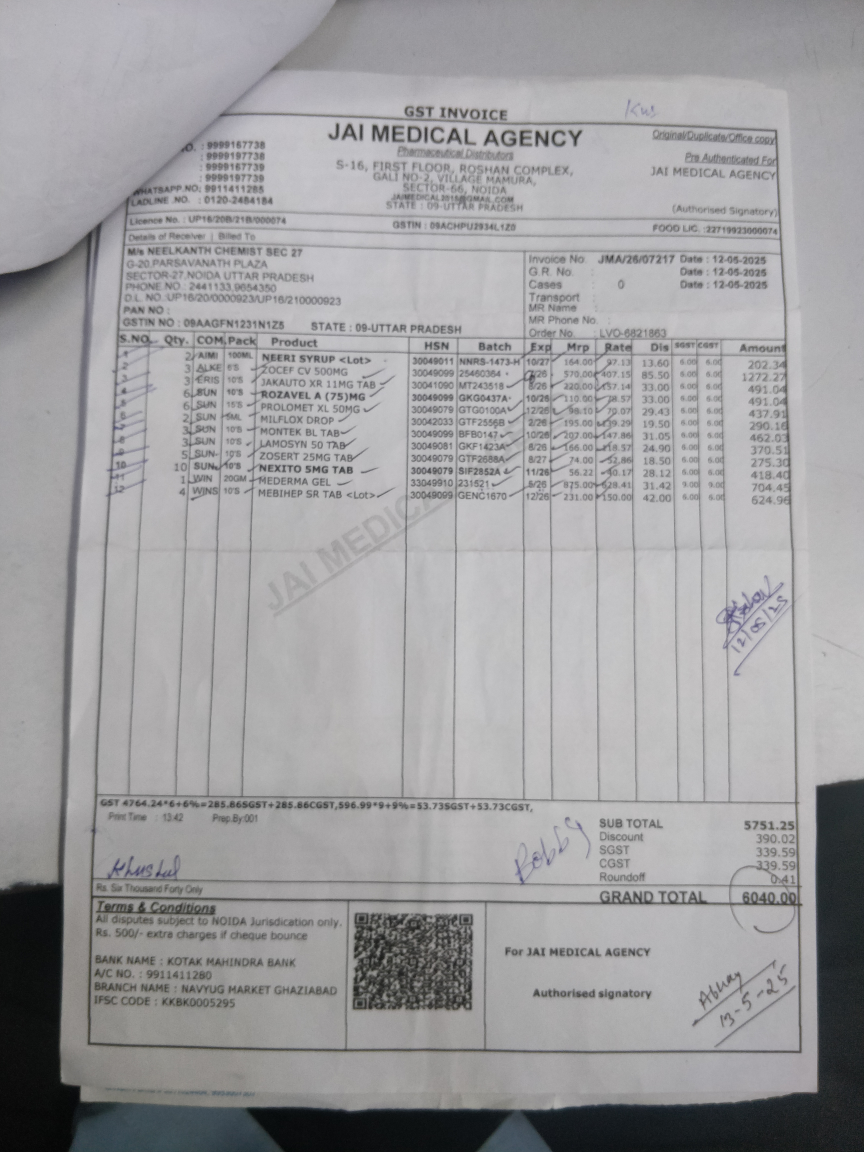 GST INVOICE
JAI MEDICAL AGENCY
Pharmaceutical Distributors
S-16, FIRST FLOOR, ROSHAN COMPLEX,
GALI NO-2, VILLAGE MAMURA,
SECTOR-66, NOIDA
STATE : 09-UTTAR PRADESH
Original/Duplicate/Office copy
Pre Authenticated For
JAI MEDICAL AGENCY
(Authorised Signatory)
: 9999167738
: 9999167738
: 9999167739
: 9999197739
WHATSAPP.NO: 9911411285
LADLINE .NO : 0120-2484184
Licence No. : UP16/20B/21B/000074
GSTIN : 09ACHPU2934L1Z0
FOOD LIC. :22719923000074
Details of Receiver | Billed To
M/s NEELKANTH CHEMIST SEC 27
G-20,PARSAVANATH PLAZA
SECTOR-27,NOIDA UTTAR PRADESH
PHONE NO : 2441133,9654350
D.L. NO :UP16/20/0000923/UP16/210000923
PAN NO :
GSTIN NO : 09AAGFN1231N1Z5 STATE : 09-UTTAR PRADESH
Invoice No JMA/26/07217 Date : 12-05-2025
G.R. No. : Date : 12-05-2025
Cases : 0 Date : 12-05-2025
Transport :
MR Name :
MR Phone No. :
Order No. : LVO-6821863
S.NO. Qty. COM. Pack Product HSN Batch Exp Mrp Rate Dis SGST CGST Amount
1 2 AIMI 100ML NEERI SYRUP <Lot> 30049011 NNRS-1473-H 10/27 164.00 97.13 13.60 6.00 6.00 202.34
2 3 ALKE 6'S ZOCEF CV 500MG 30049099 25460364 /26 570.00 407.15 85.50 6.00 6.00 1272.27
3 3 ERIS 10'S JAKAUTO XR 11MG TAB 30041090 MT243518 8/26 220.00 157.14 33.00 6.00 6.00 491.04
4 6 SUN 10'S ROZAVEL A (75)MG 30049099 GKG0437A 10/26 110.00 78.57 33.00 6.00 6.00 491.04
5 6 SUN 15'S PROLOMET XL 50MG 30049079 GTG0100A 12/26 98.10 70.07 29.43 6.00 6.00 437.91
6 2 SUN 5ML MILFLOX DROP 30042033 GTF2556B 2/26 195.00 139.29 19.50 6.00 6.00 290.16
7 3 SUN 10'S MONTEK BL TAB 30049099 BFB0147 10/26 207.00 147.86 31.05 6.00 6.00 462.03
8 3 SUN 10'S LAMOSYN 50 TAB 30049081 GKF1423A 8/26 166.00 118.57 24.90 6.00 6.00 370.51
9 5 SUN 10'S ZOSERT 25MG TAB 30049079 GTF2688A 8/27 74.00 52.86 18.50 6.00 6.00 275.30
10 10 SUN 10'S NEXITO 5MG TAB 30049079 SIF2852A 11/26 56.22 40.17 28.12 6.00 6.00 418.40
11 1 WIN 20GM MEDERMA GEL 33049910 231521 8/26 875.00 628.41 31.42 9.00 9.00 704.45
12 4 WINS 10'S MEBIHEP SR TAB <Lot> 30049099 GENC1670 12/26 231.00 150.00 42.00 6.00 6.00 624.96
JAI MEDICA
12/05/25
GST 4764.24*6+6%=285.86SGST+285.86CGST,596.99*9+9%=53.73SGST+53.73CGST,
Print Time : 13:42 Prep.By:001
Khushul
Bobby
SUB TOTAL 5751.25
Discount 390.02
SGST 339.59
CGST 339.59
Roundoff 0.41
GRAND TOTAL 6040.00
Rs. Six Thousand Forty Only
Terms & Conditions
All disputes subject to NOIDA Jurisdication only.
Rs. 500/- extra charges if cheque bounce
BANK NAME : KOTAK MAHINDRA BANK
A/C NO. : 9911411280
BRANCH NAME : NAVYUG MARKET GHAZIABAD
IFSC CODE : KKBK0005295
For JAI MEDICAL AGENCY
Authorised signatory
Abhay
13-5-25